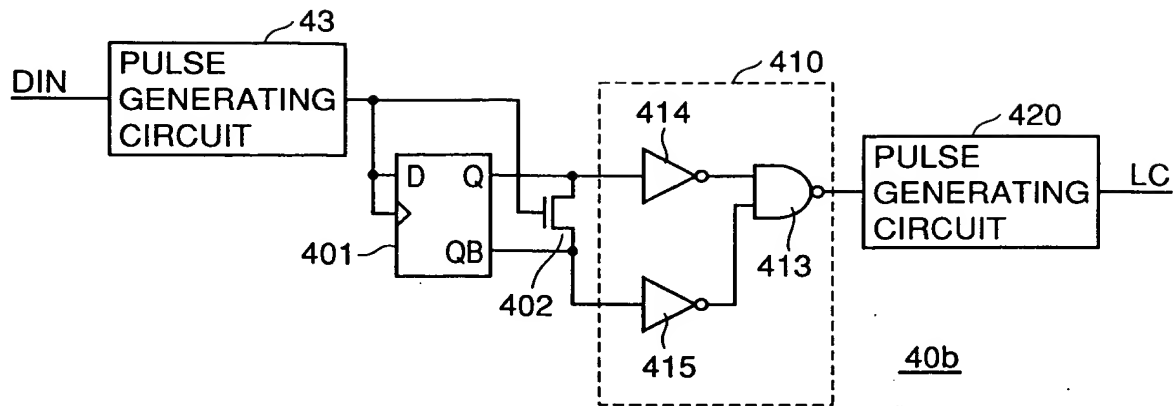 43
DIN
PULSE
GENERATING
CIRCUIT
410
414
420
PULSE
GENERATING
CIRCUIT
LC
D
Q
401
QB
402
413
415
40b